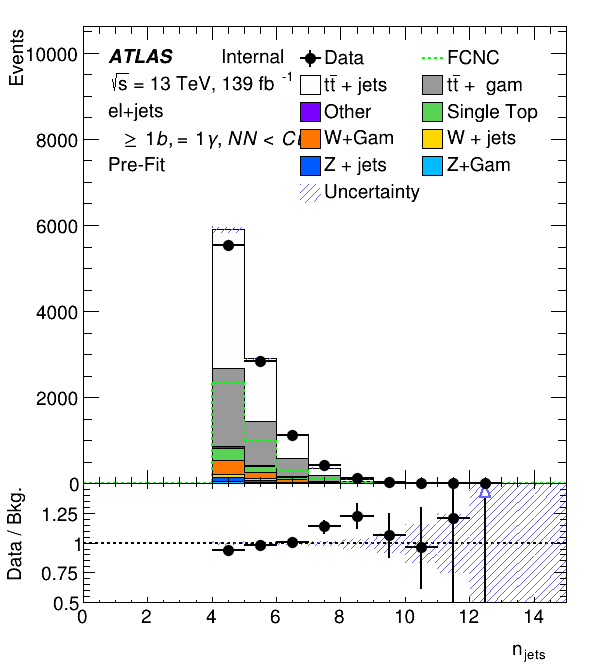 Events
10000
8000
6000
4000
2000
0
ATLAS Internal
√s = 13 TeV, 139 fb -1
el+jets
≥ 1b, = 1γ, NN <
Pre-Fit
Data
FCNC
tt̄ + jets
tt̄ + gam
Other
Single Top
W+Gam
W + jets
Z + jets
Z+Gam
Uncertainty
Data / Bkg.
1.25
1
0.75
0.5
0 2 4 6 8 10 12 14
n jets